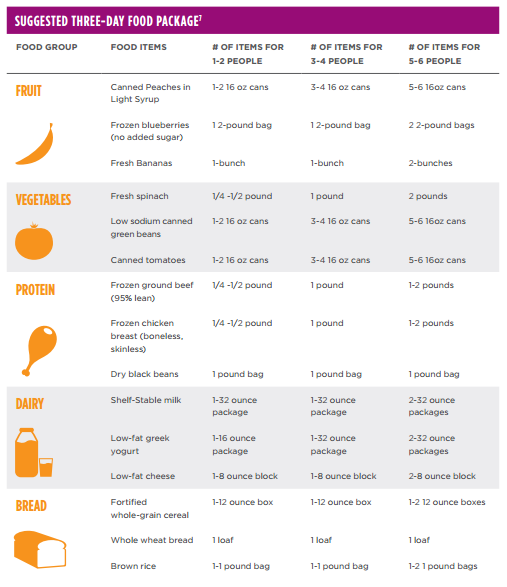 SUGGESTED THREE-DAY FOOD PACKAGE†
FOOD GROUP FOOD ITEMS # OF ITEMS FOR 1-2 PEOPLE # OF ITEMS FOR 3-4 PEOPLE # OF ITEMS FOR 5-6 PEOPLE
FRUIT
Canned Peaches in Light Syrup 1-2 16 oz cans 3-4 16 oz cans 5-6 16oz cans
Frozen blueberries (no added sugar) 1 2-pound bag 1 2-pound bag 2 2-pound bags
Fresh Bananas 1-bunch 1-bunch 2-bunches
VEGETABLES
Fresh spinach 1/4 -1/2 pound 1 pound 2 pounds
Low sodium canned green beans 1-2 16 oz cans 3-4 16 oz cans 5-6 16oz cans
Canned tomatoes 1-2 16 oz cans 3-4 16 oz cans 5-6 16oz cans
PROTEIN
Frozen ground beef (95% lean) 1/4 -1/2 pound 1 pound 1-2 pounds
Frozen chicken breast (boneless, skinless) 1/4 -1/2 pound 1 pound 1-2 pounds
Dry black beans 1 pound bag 1 pound bag 1 pound bag
DAIRY
Shelf-Stable milk 1-32 ounce package 1-32 ounce package 2-32 ounce packages
Low-fat greek yogurt 1-16 ounce package 1-32 ounce package 2-32 ounce packages
Low-fat cheese 1-8 ounce block 1-8 ounce block 2-8 ounce block
BREAD
Fortified whole-grain cereal 1-12 ounce box 1-12 ounce box 1-2 12 ounce boxes
Whole wheat bread 1 loaf 1 loaf 1 loaf
Brown rice 1-1 pound bag 1-1 pound bag 1-2 1 pound bags